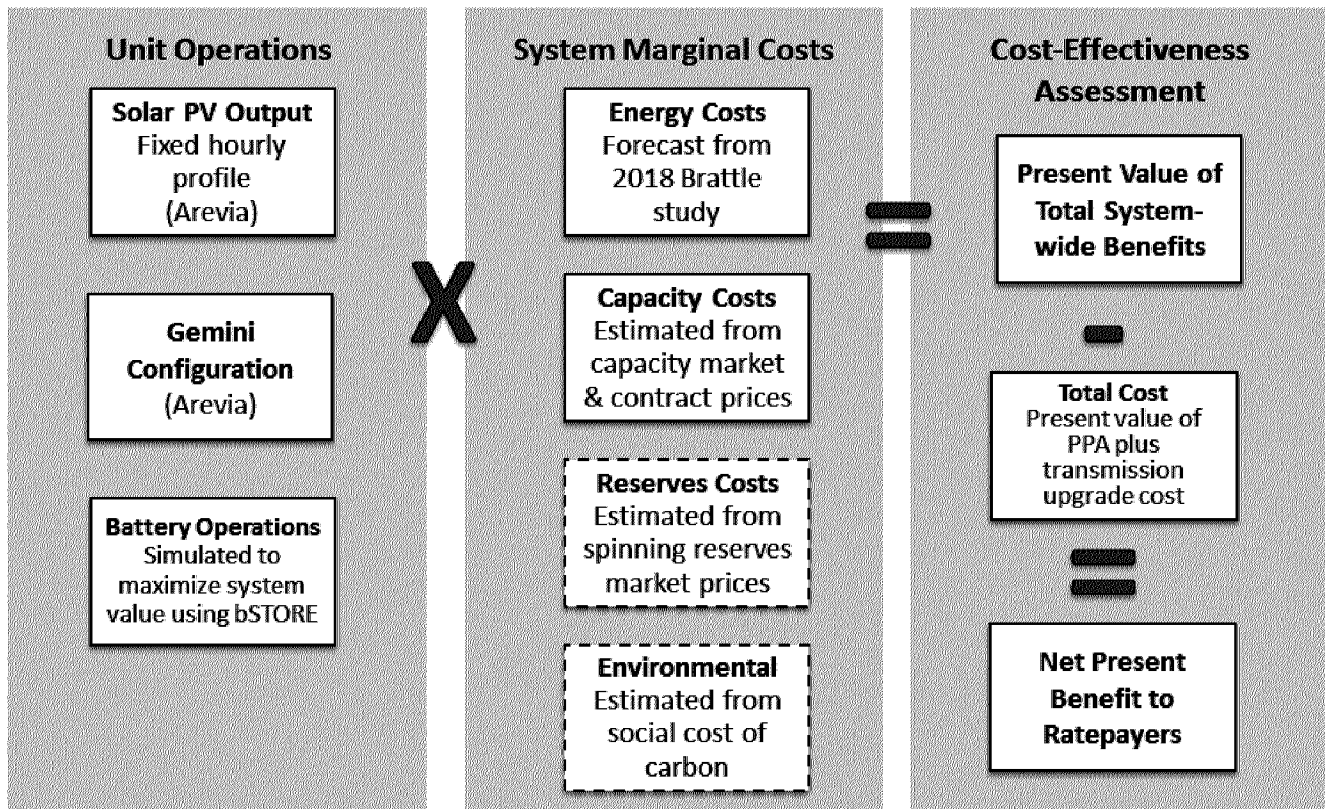 Unit Operations
Solar PV Output
Fixed hourly
profile
(Arevia)
Gemini
Configuration
(Arevia)
Battery Operations
Simulated to
maximize system
value using bSTORE
X
System Marginal Costs
Energy Costs
Forecast from
2018 Brattle
study
Capacity Costs
Estimated from
capacity market
& contract prices
Reserves Costs
Estimated from
spinning reserves
market prices
Environmental
Estimated from
social cost of
carbon
=
Cost-Effectiveness
Assessment
Present Value of
Total System-
wide Benefits
-
Total Cost
Present value of
PPA plus
transmission
upgrade cost
=
Net Present
Benefit to
Ratepayers